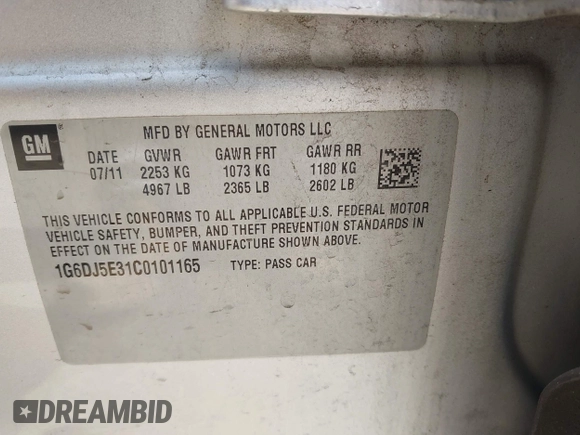 GM
MFD BY GENERAL MOTORS LLC
DATE GVWR GAWR FRT GAWR RR
07/11 2253 KG 1073 KG 1180 KG
4967 LB 2365 LB 2602 LB
THIS VEHICLE CONFORMS TO ALL APPLICABLE U.S. FEDERAL MOTOR
VEHICLE SAFETY, BUMPER, AND THEFT PREVENTION STANDARDS IN
EFFECT ON THE DATE OF MANUFACTURE SHOWN ABOVE.
1G6DJ5E31C0101165 TYPE: PASS CAR
DREAMBID